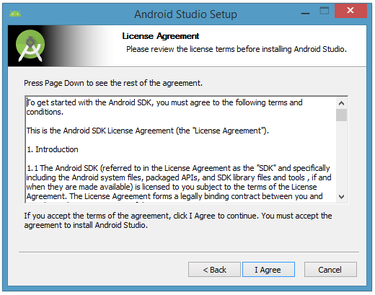 Android Studio Setup
License Agreement
Please review the license terms before installing Android Studio.
Press Page Down to see the rest of the agreement.
To get started with the Android SDK, you must agree to the following terms and
conditions.
This is the Android SDK License Agreement (the "License Agreement").
1. Introduction
1.1 The Android SDK (referred to in the License Agreement as the "SDK" and specifically
including the Android system files, packaged APIs, and SDK library files and tools , if and
when they are made available) is licensed to you subject to the terms of the License
Agreement. The License Agreement forms a legally binding contract between you and
If you accept the terms of the agreement, click I Agree to continue. You must accept the
agreement to install Android Studio.
< Back
I Agree
Cancel